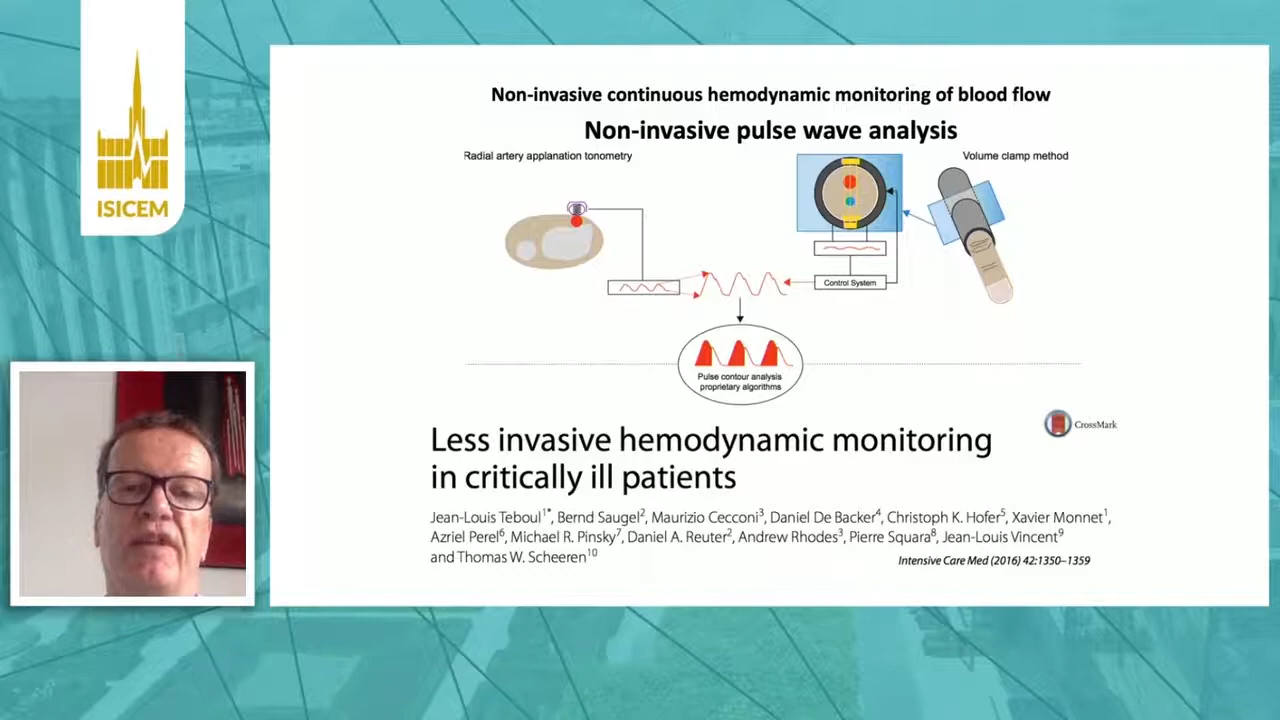 ISICEM
Non-invasive continuous hemodynamic monitoring of blood flow
Non-invasive pulse wave analysis
Radial artery applanation tonometry
Volume clamp method
Control System
Pulse contour analysis
proprietary algorithms
CrossMark
Less invasive hemodynamic monitoring
in critically ill patients
Jean-Louis Teboul1*, Bernd Saugel2, Maurizio Cecconi3, Daniel De Backer4, Christoph K. Hofer5, Xavier Monnet1,
Azriel Perel6, Michael R. Pinsky7, Daniel A. Reuter2, Andrew Rhodes3, Pierre Squara8, Jean-Louis Vincent9
and Thomas W. Scheeren10
Intensive Care Med (2016) 42:1350–1359